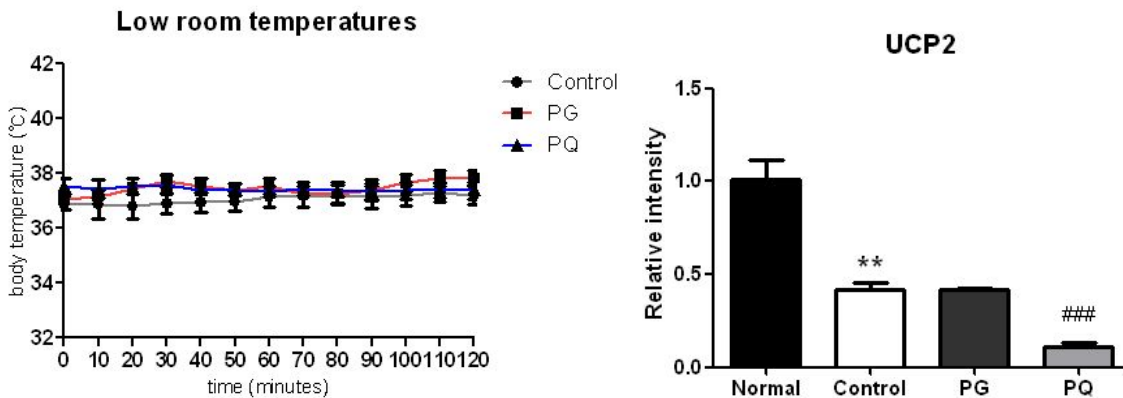 Low room temperatures
42
40
38
36
34
32
body temperature (℃)
0 10 20 30 40 50 60 70 80 90 100 110 120
time (minutes)
Control
PG
PQ
UCP2
1.5
1.0
0.5
0.0
Relative intensity
**
###
Normal Control PG PQ